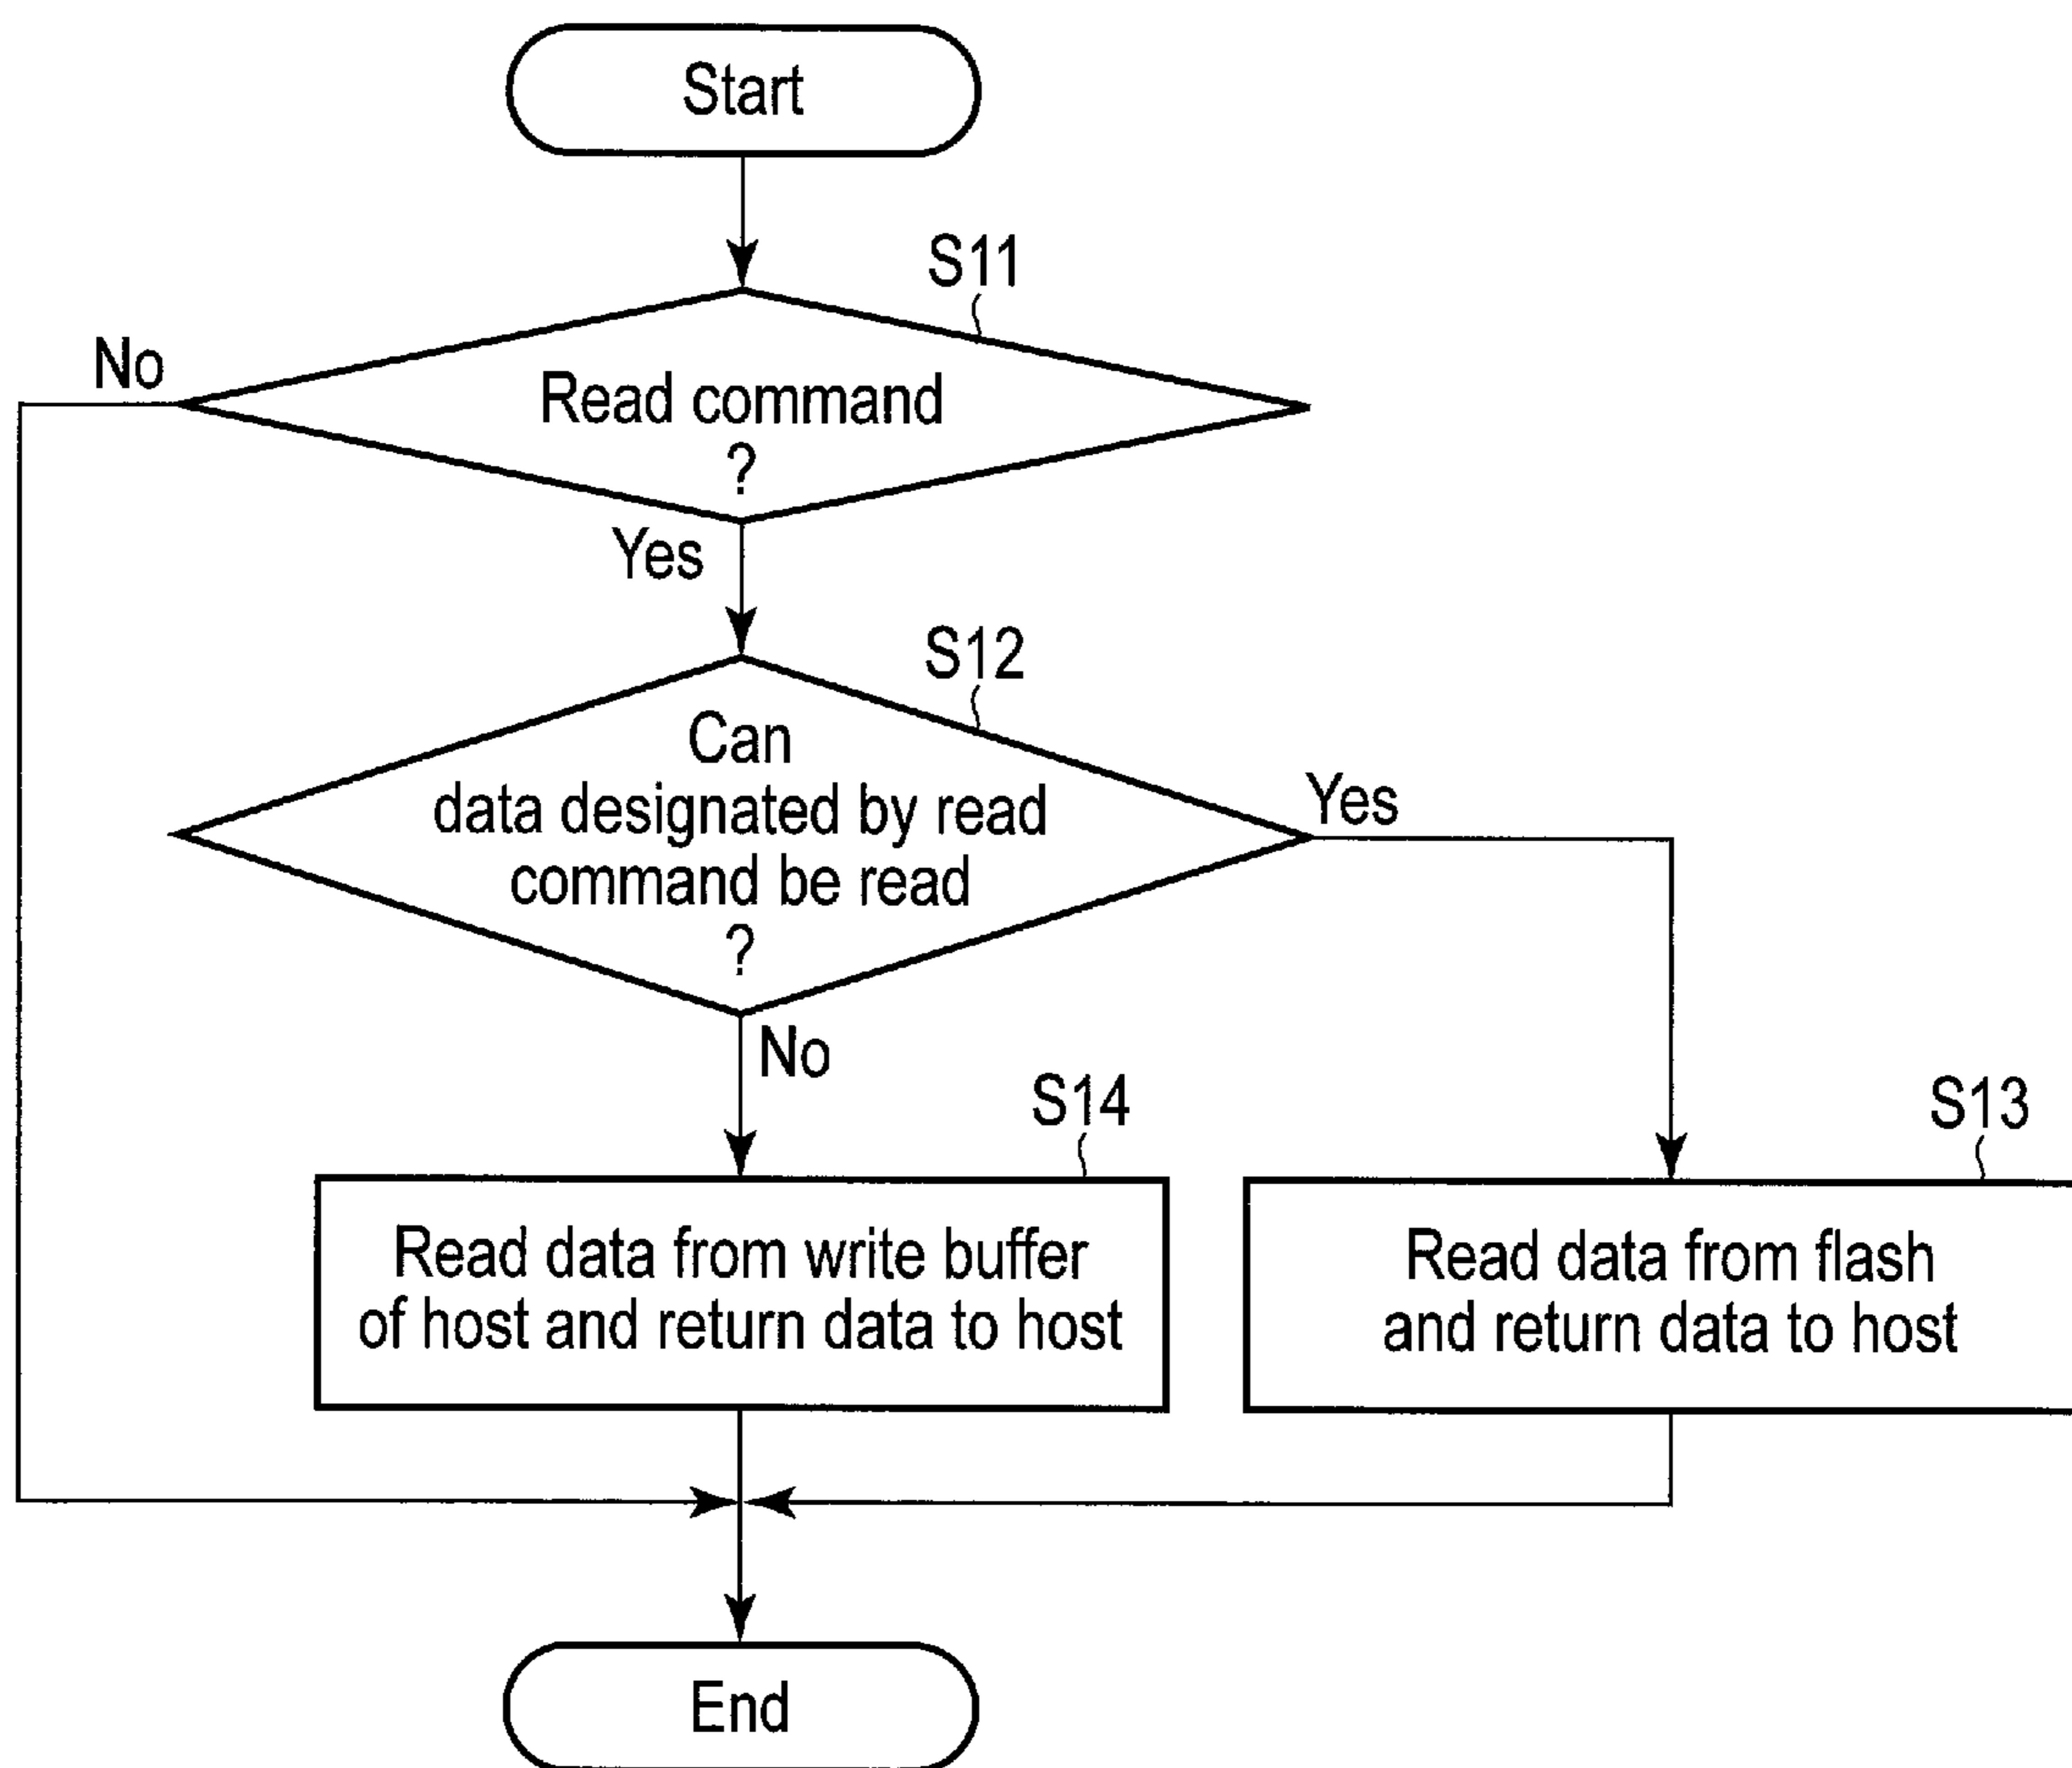 Start
S11
No
Read command
?
Yes
S12
Can
data designated by read
command be read
?
Yes
No
S14
S13
Read data from write buffer
of host and return data to host
Read data from flash
and return data to host
End